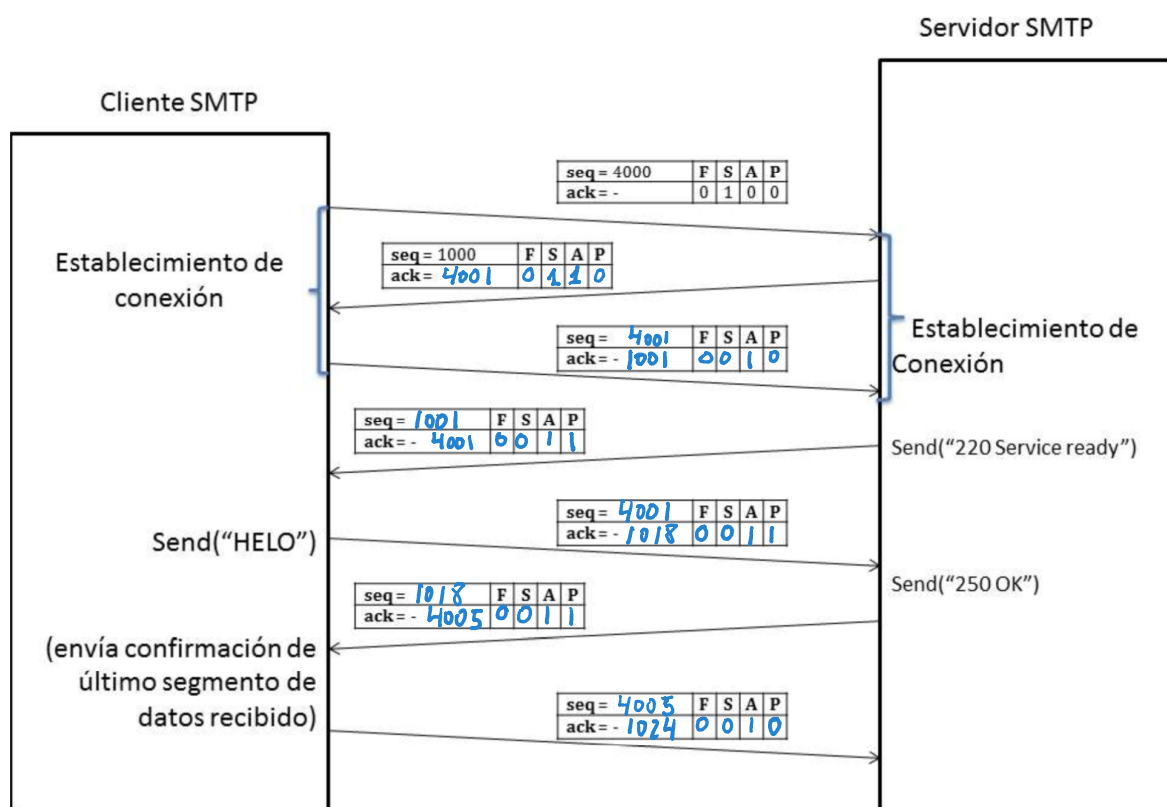 Servidor SMTP
Cliente SMTP
seq = 4000 F S A P
ack = - 0 1 0 0
Establecimiento de
conexión
seq = 1000 F S A P
ack = 4001 0 1 1 0
seq = 4001 F S A P
ack = - 1001 0 0 1 0
Establecimiento de
Conexión
seq = 1001 F S A P
ack = - 4001 0 0 1 1
Send("220 Service ready")
seq = 4001 F S A P
ack = - 1018 0 0 1 1
Send("HELO")
Send("250 OK")
seq = 1018 F S A P
ack = - 4005 0 0 1 1
(envía confirmación de
último segmento de
datos recibido)
seq = 4005 F S A P
ack = - 1024 0 0 1 0